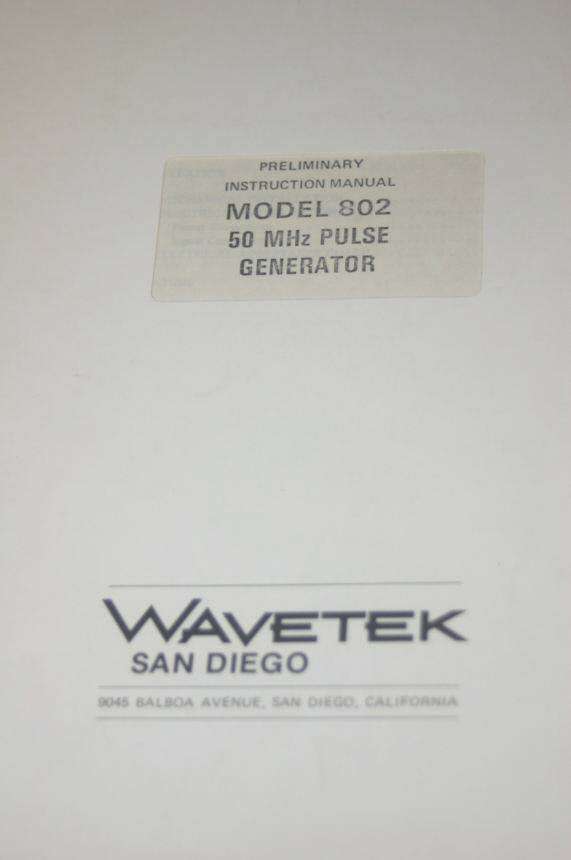 PRELIMINARY
INSTRUCTION MANUAL
MODEL 802
50 MHz PULSE
GENERATOR
WAVETEK
SAN DIEGO
9045 BALBOA AVENUE, SAN DIEGO, CALIFORNIA